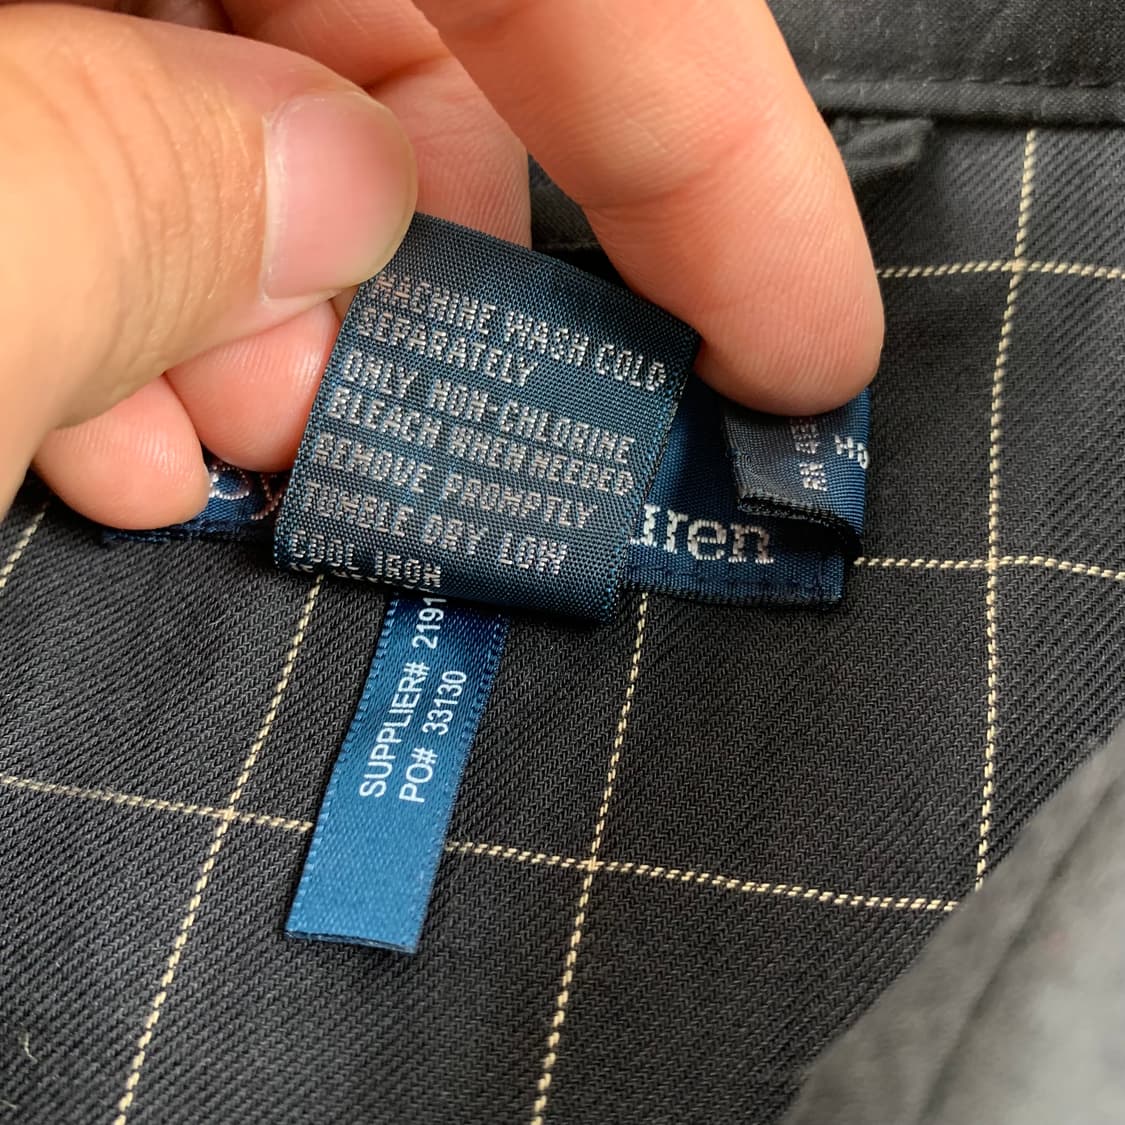 MACHINE WASH COLD
SEPARATELY
ONLY NON-CHLORINE
BLEACH WHEN NEEDED
REMOVE PROMPTLY
TUMBLE DRY LOW
COOL IRON
uren
SUPPLIER# 2191
PO# 33130